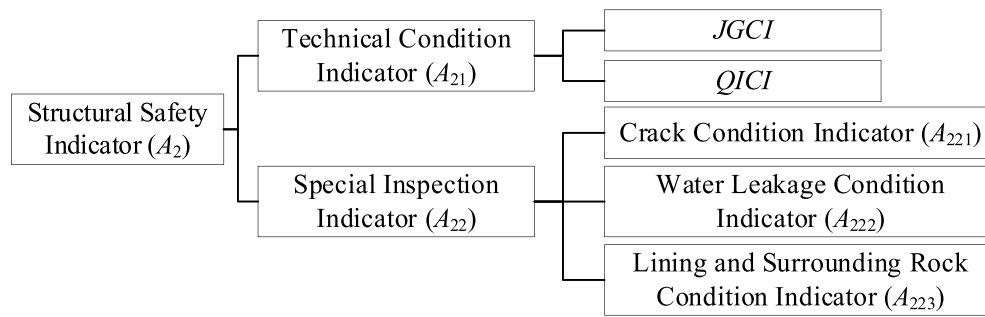 Structural Safety
Indicator (A2)
Technical Condition
Indicator (A21)
Special Inspection
Indicator (A22)
JGCI
QICI
Crack Condition Indicator (A221)
Water Leakage Condition
Indicator (A222)
Lining and Surrounding Rock
Condition Indicator (A223)